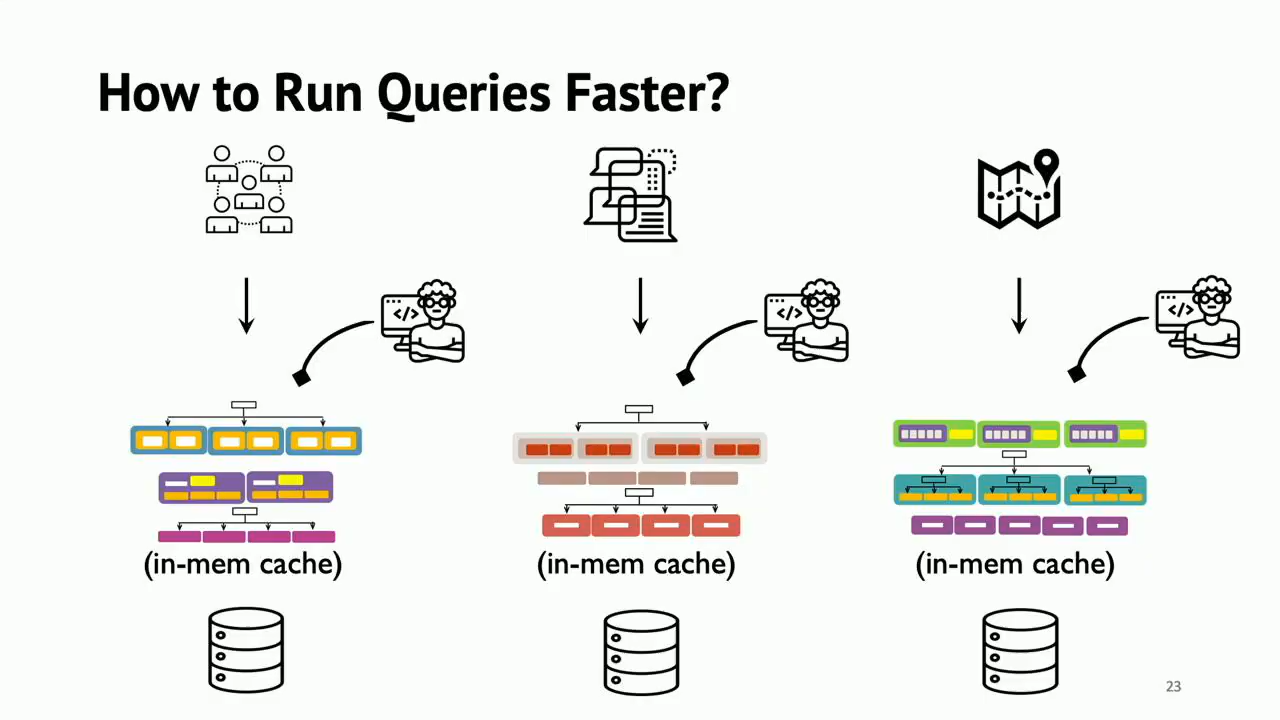 How to Run Queries Faster?
</>
</>
</>
(in-mem cache)
(in-mem cache)
(in-mem cache)
23